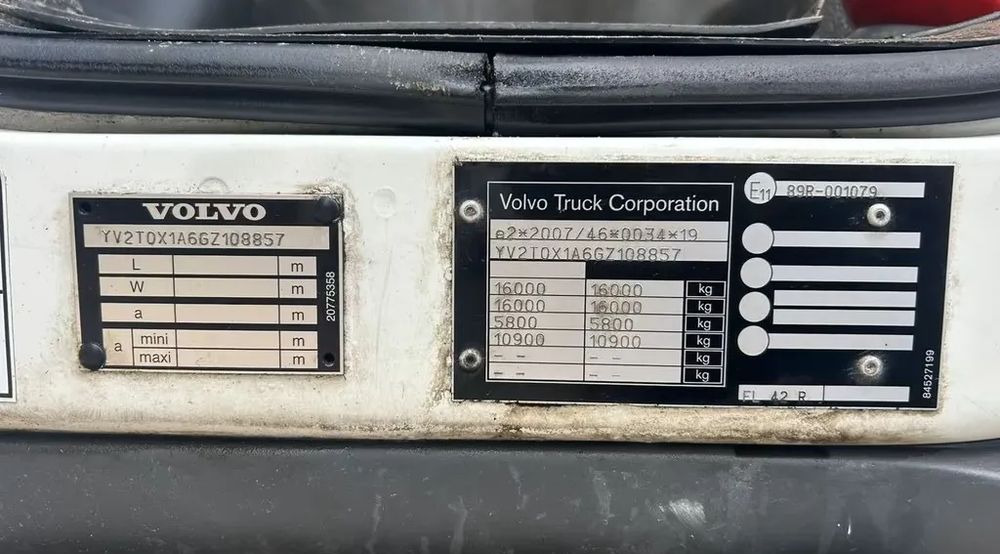 VOLVO
YV2T0X1A6GZ108857
L m
W m
a m
a mini m
maxi m
20775358
Volvo Truck Corporation
e2*2007/46*0034*19
YV2T0X1A6GZ108857
16000 16000 kg
16000 16000 kg
5800 5800 kg
10900 10900 kg
-- -- kg
-- -- kg
E11 89R-001079
FL 42 R
84527199